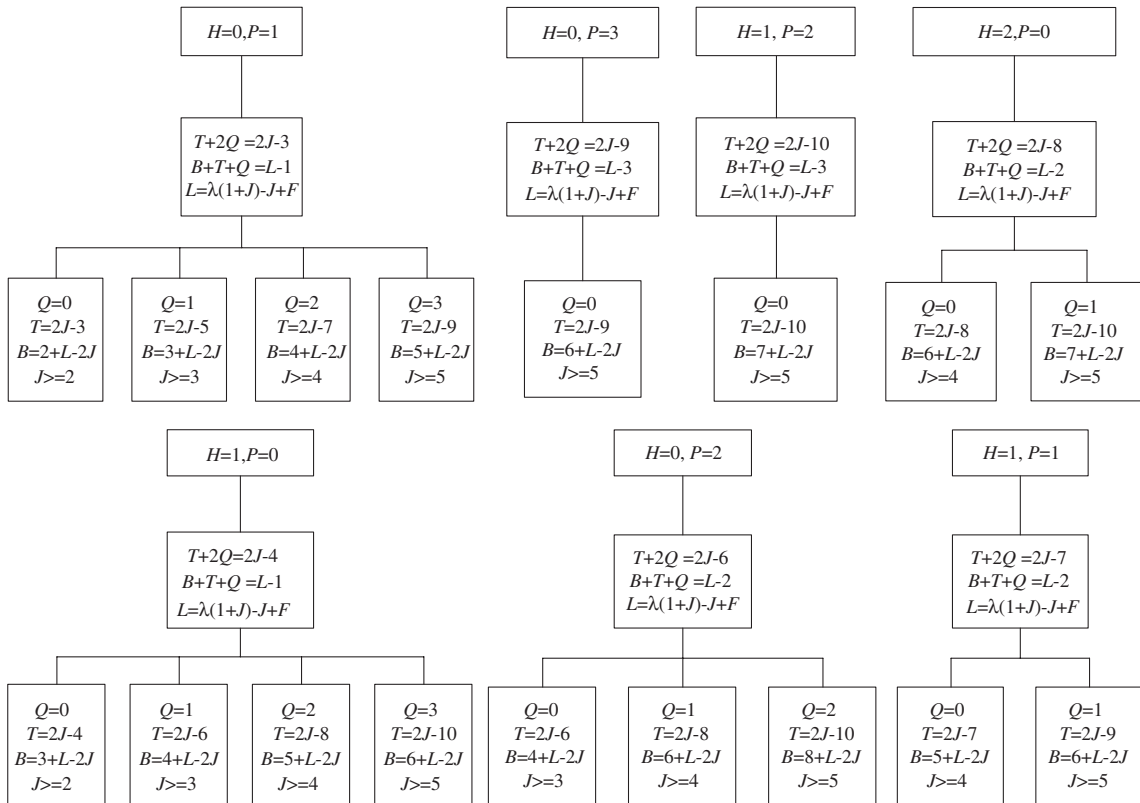 H=0,P=1
T+2Q =2J-3
B+T+Q =L-1
L=λ(1+J)-J+F
Q=0
T=2J-3
B=2+L-2J
J>=2
Q=1
T=2J-5
B=3+L-2J
J>=3
Q=2
T=2J-7
B=4+L-2J
J>=4
Q=3
T=2J-9
B=5+L-2J
J>=5
H=0, P=3
T+2Q =2J-9
B+T+Q =L-3
L=λ(1+J)-J+F
Q=0
T=2J-9
B=6+L-2J
J>=5
H=1, P=2
T+2Q =2J-10
B+T+Q =L-3
L=λ(1+J)-J+F
Q=0
T=2J-10
B=7+L-2J
J>=5
H=2,P=0
T+2Q =2J-8
B+T+Q =L-2
L=λ(1+J)-J+F
Q=0
T=2J-8
B=6+L-2J
J>=4
Q=1
T=2J-10
B=7+L-2J
J>=5
H=1,P=0
T+2Q=2J-4
B+T+Q =L-1
L=λ(1+J)-J+F
Q=0
T=2J-4
B=3+L-2J
J>=2
Q=1
T=2J-6
B=4+L-2J
J>=3
Q=2
T=2J-8
B=5+L-2J
J>=4
Q=3
T=2J-10
B=6+L-2J
J>=5
H=0, P=2
T+2Q =2J-6
B+T+Q =L-2
L=λ(1+J)-J+F
Q=0
T=2J-6
B=4+L-2J
J>=3
Q=1
T=2J-8
B=6+L-2J
J>=4
Q=2
T=2J-10
B=8+L-2J
J>=5
H=1, P=1
T+2Q =2J-7
B+T+Q =L-2
L=λ(1+J)-J+F
Q=0
T=2J-7
B=5+L-2J
J>=4
Q=1
T=2J-9
B=6+L-2J
J>=5